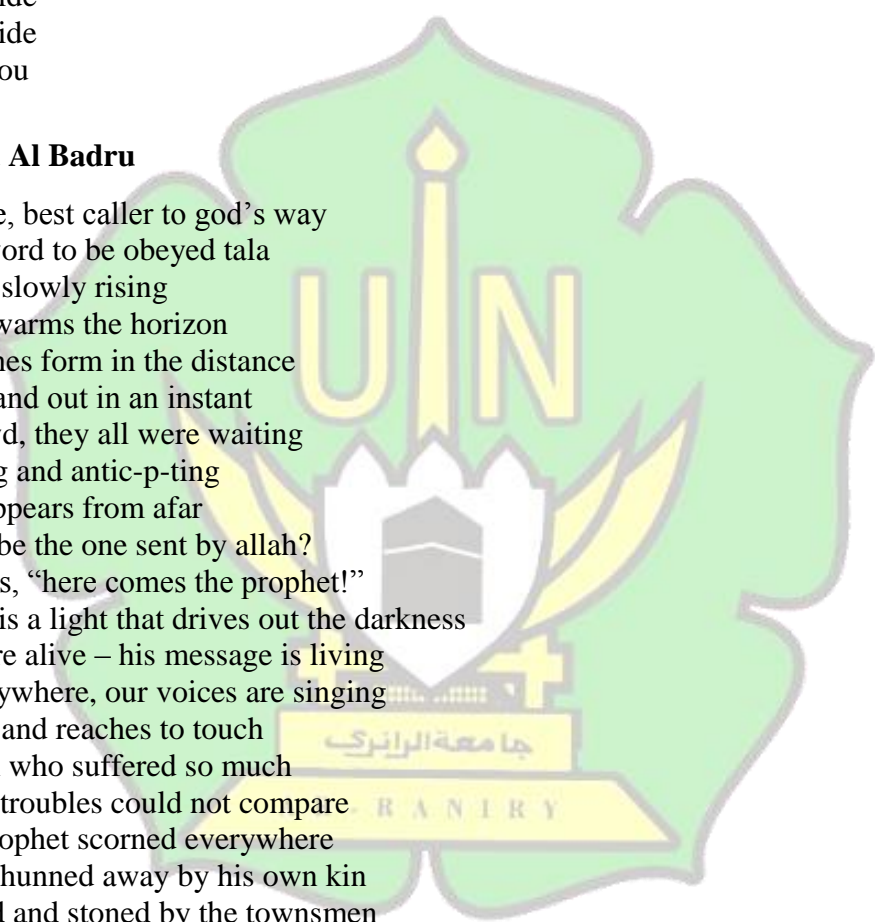 ide
ide
ou
Al Badru
e, best caller to god’s way
ord to be obeyed tala
slowly rising
warms the horizon
nes form in the distance
and out in an instant
d, they all were waiting
g and antic-p-ting
ppears from afar
be the one sent by allah?
s, “here comes the prophet!”
is a light that drives out the darkness
re alive – his message is living
ywhere, our voices are singing
and reaches to touch
who suffered so much
troubles could not compare
ophet scorned everywhere
hunned away by his own kin
d and stoned by the townsmen
UIN
جامعة الرانري
AR - RANIRY